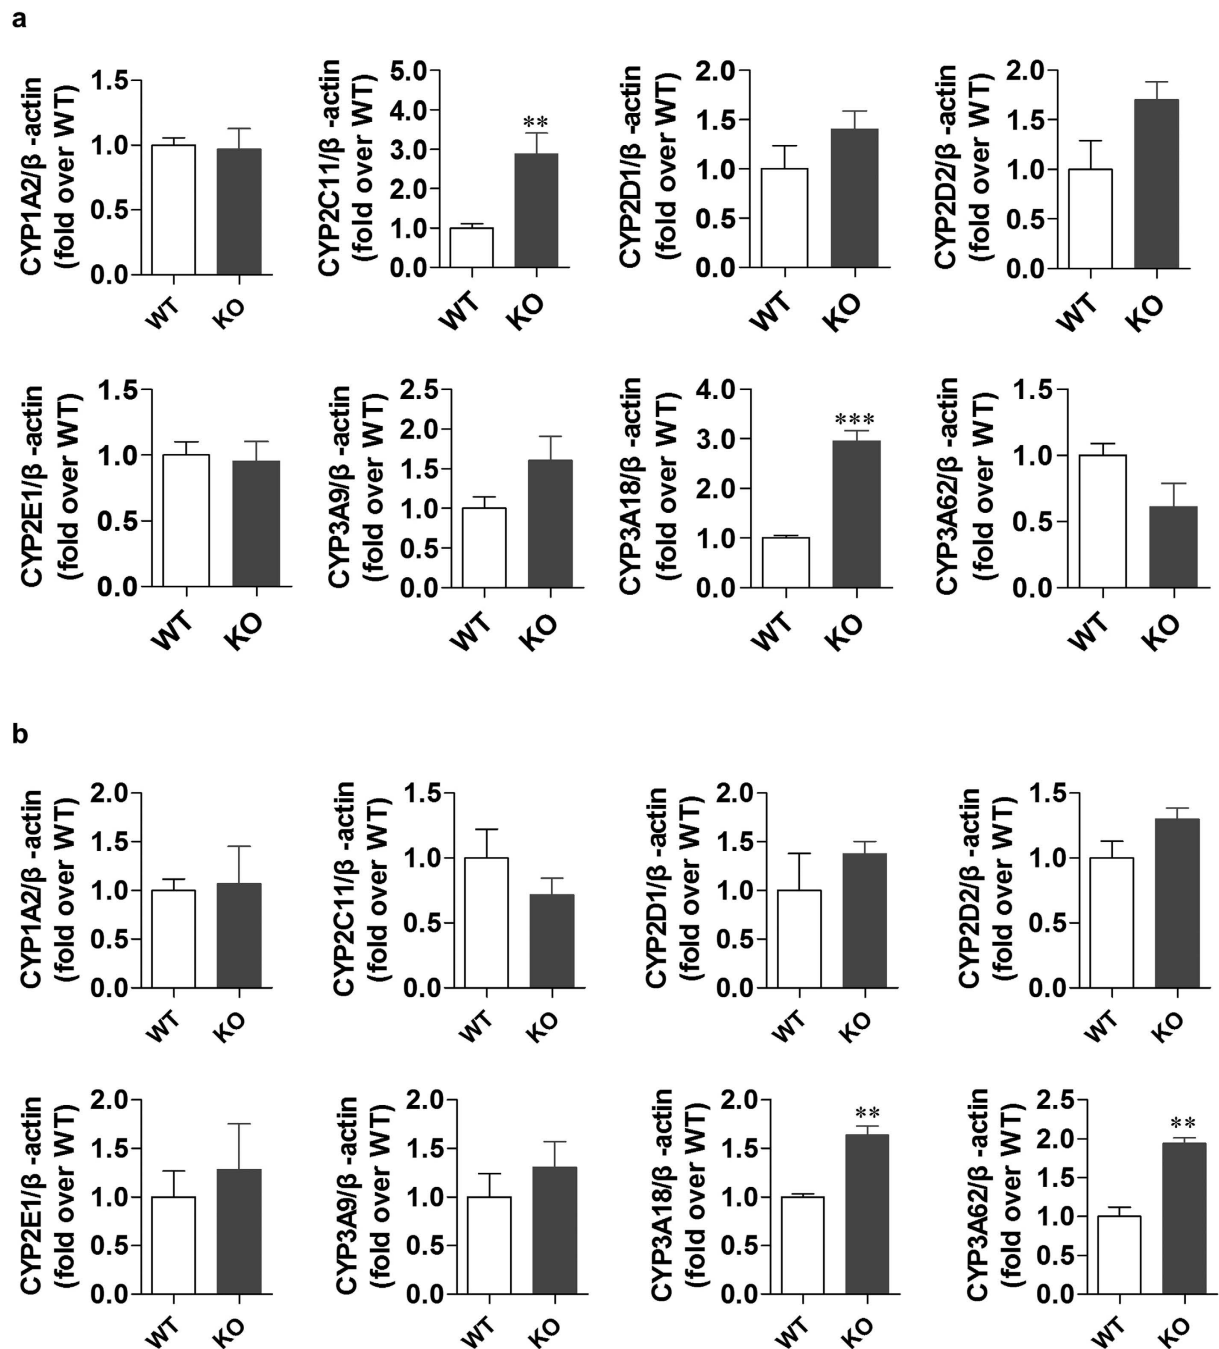 a
CYP1A2/β -actin
(fold over WT)
1.5
1.0
0.5
0.0
WT
KO
CYP2C11/β -actin
(fold over WT)
5.0
4.0
3.0
2.0
1.0
0.0
**
WT
KO
CYP2D1/β -actin
(fold over WT)
2.0
1.5
1.0
0.5
0.0
WT
KO
CYP2D2/β -actin
(fold over WT)
2.0
1.5
1.0
0.5
0.0
WT
KO
CYP2E1/β -actin
(fold over WT)
1.5
1.0
0.5
0.0
WT
KO
CYP3A9/β -actin
(fold over WT)
2.5
2.0
1.5
1.0
0.5
0.0
WT
KO
CYP3A18/β -actin
(fold over WT)
4.0
3.0
2.0
1.0
0.0
***
WT
KO
CYP3A62/β -actin
(fold over WT)
1.5
1.0
0.5
0.0
WT
KO
b
CYP1A2/β -actin
(fold over WT)
2.0
1.5
1.0
0.5
0.0
WT
KO
CYP2C11/β -actin
(fold over WT)
1.5
1.0
0.5
0.0
WT
KO
CYP2D1/β -actin
(fold over WT)
2.0
1.5
1.0
0.5
0.0
WT
KO
CYP2D2/β -actin
(fold over WT)
1.5
1.0
0.5
0.0
WT
KO
CYP2E1/β -actin
(fold over WT)
2.0
1.5
1.0
0.5
0.0
WT
KO
CYP3A9/β -actin
(fold over WT)
2.0
1.5
1.0
0.5
0.0
WT
KO
CYP3A18/β -actin
(fold over WT)
2.0
1.5
1.0
0.5
0.0
**
WT
KO
CYP3A62/β -actin
(fold over WT)
2.5
2.0
1.5
1.0
0.5
0.0
**
WT
KO